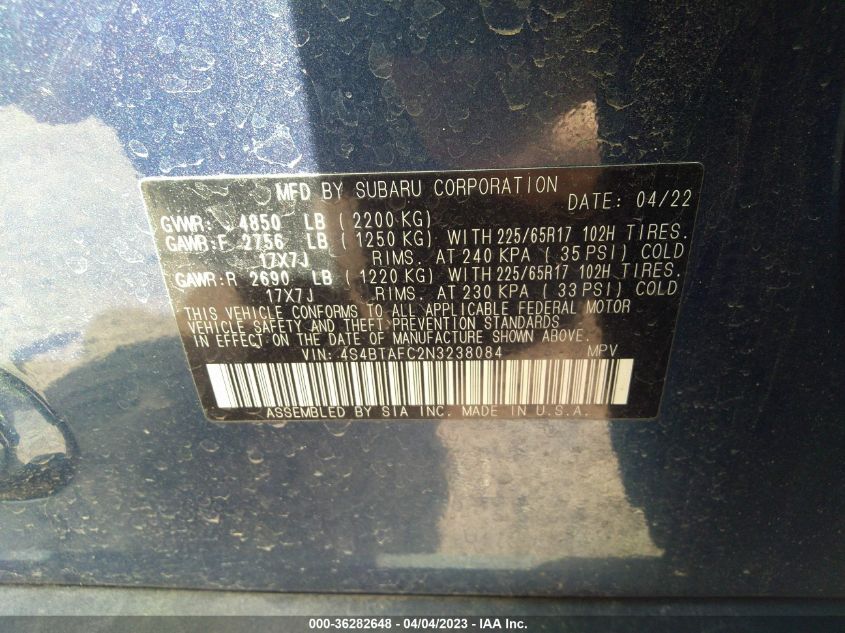 MFD BY SUBARU CORPORATION DATE: 04/22
GVWR: 4850 LB (2200 KG)
GAWR:F 2756 LB (1250 KG) WITH 225/65R17 102H TIRES.
17X7J RIMS. AT 240 KPA (35 PSI) COLD
GAWR:R 2690 LB (1220 KG) WITH 225/65R17 102H TIRES.
17X7J RIMS. AT 230 KPA (33 PSI) COLD
THIS VEHICLE CONFORMS TO ALL APPLICABLE FEDERAL MOTOR
VEHICLE SAFETY AND THEFT PREVENTION STANDARDS
IN EFFECT ON THE DATE OF MANUFACTURE SHOWN ABOVE.
VIN: 4S4BTAFC2N3238084 MPV
ASSEMBLED BY SIA INC. MADE IN U.S.A.
000-36282648 - 04/04/2023 - IAA Inc.